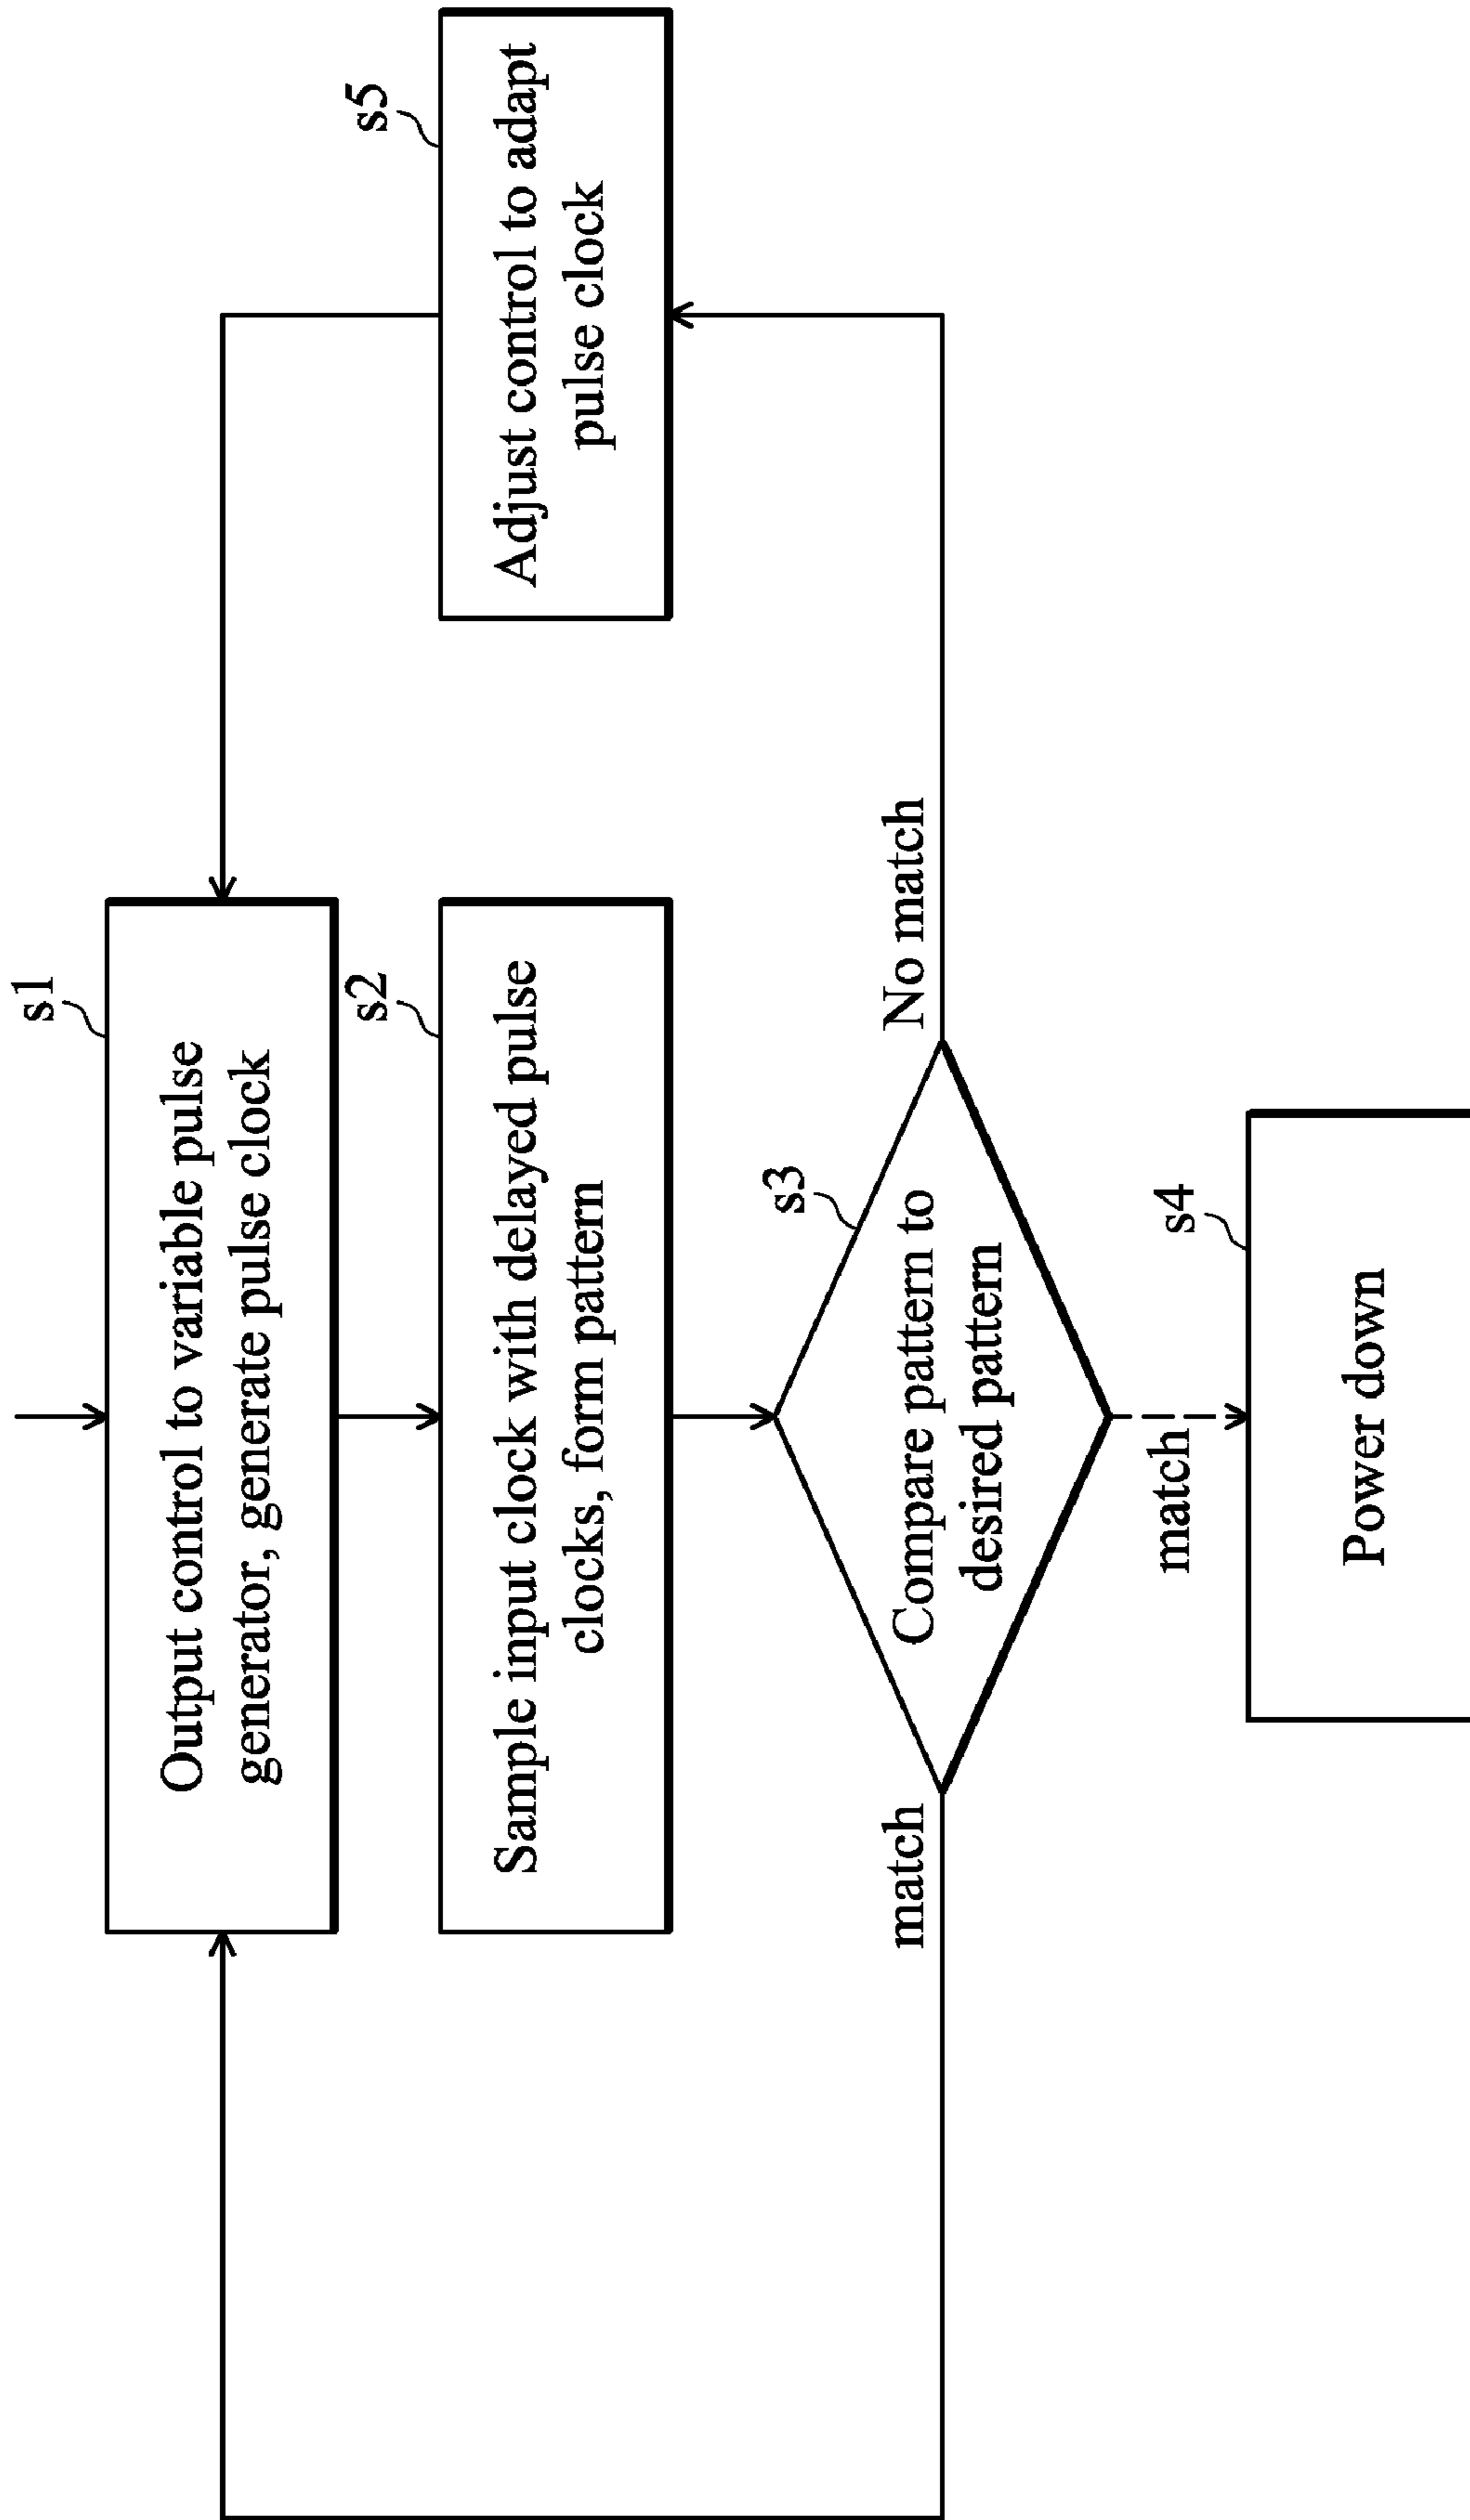 s1
Output control to variable pulse
generator, generate pulse clock
s2
Sample input clock with delayed pulse
clocks, form pattern
s5
Adjust control to adapt
pulse clock
s3
Compare pattern to
desired pattern
match
No match
match
s4
Power down